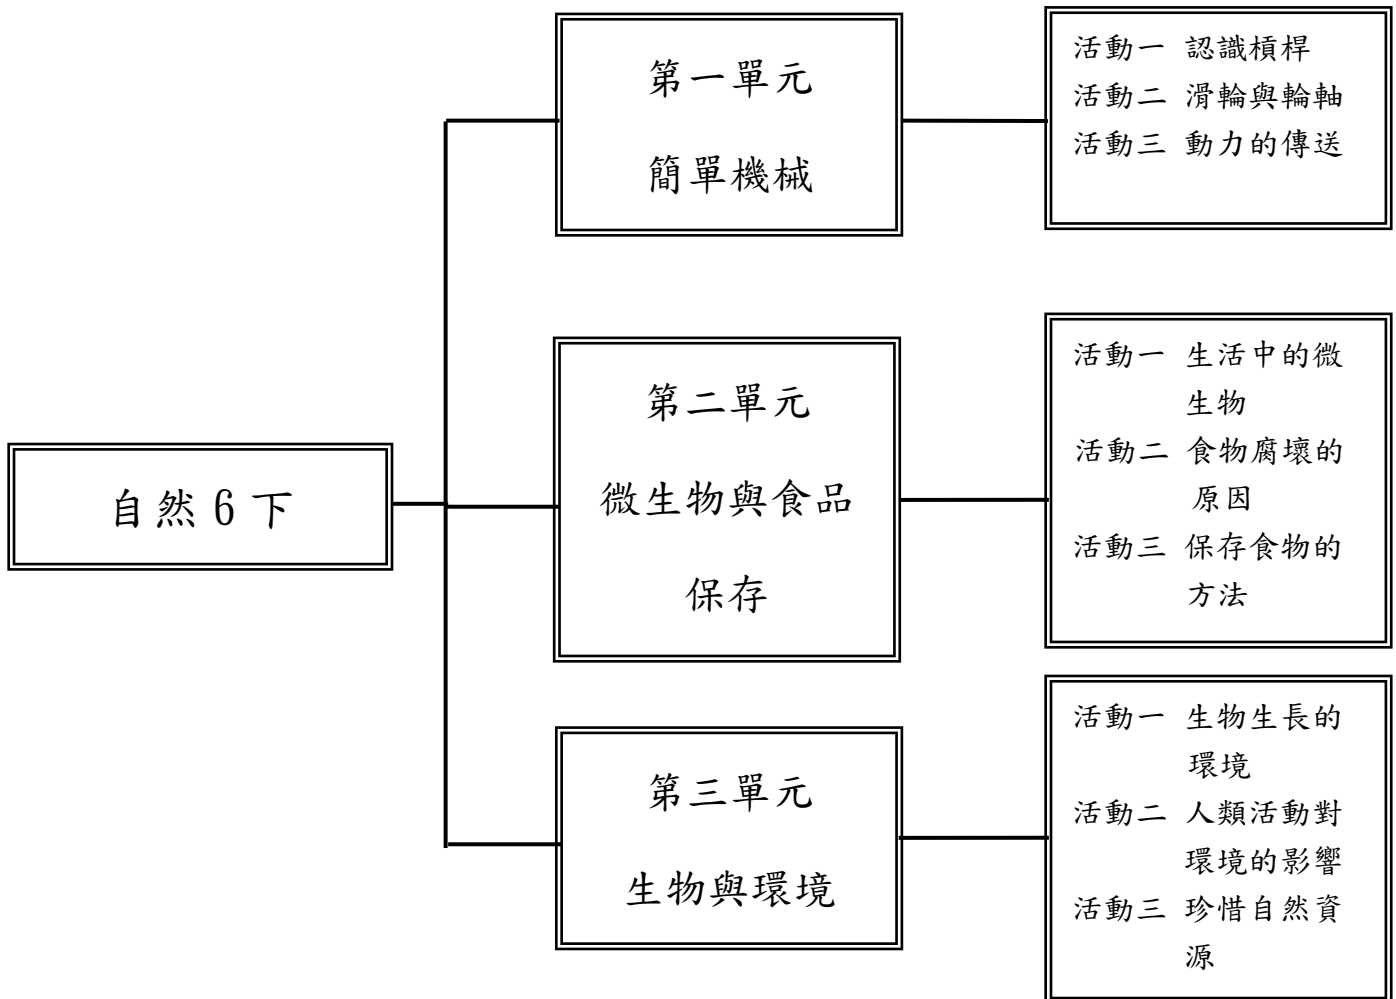 自然 6 下
第一單元
簡單機械
活動一 認識槓桿
活動二 滑輪與輪軸
活動三 動力的傳送
第二單元
微生物與食品
保存
活動一 生活中的微
生物
活動二 食物腐壞的
原因
活動三 保存食物的
方法
第三單元
生物與環境
活動一 生物生長的
環境
活動二 人類活動對
環境的影響
活動三 珍惜自然資
源